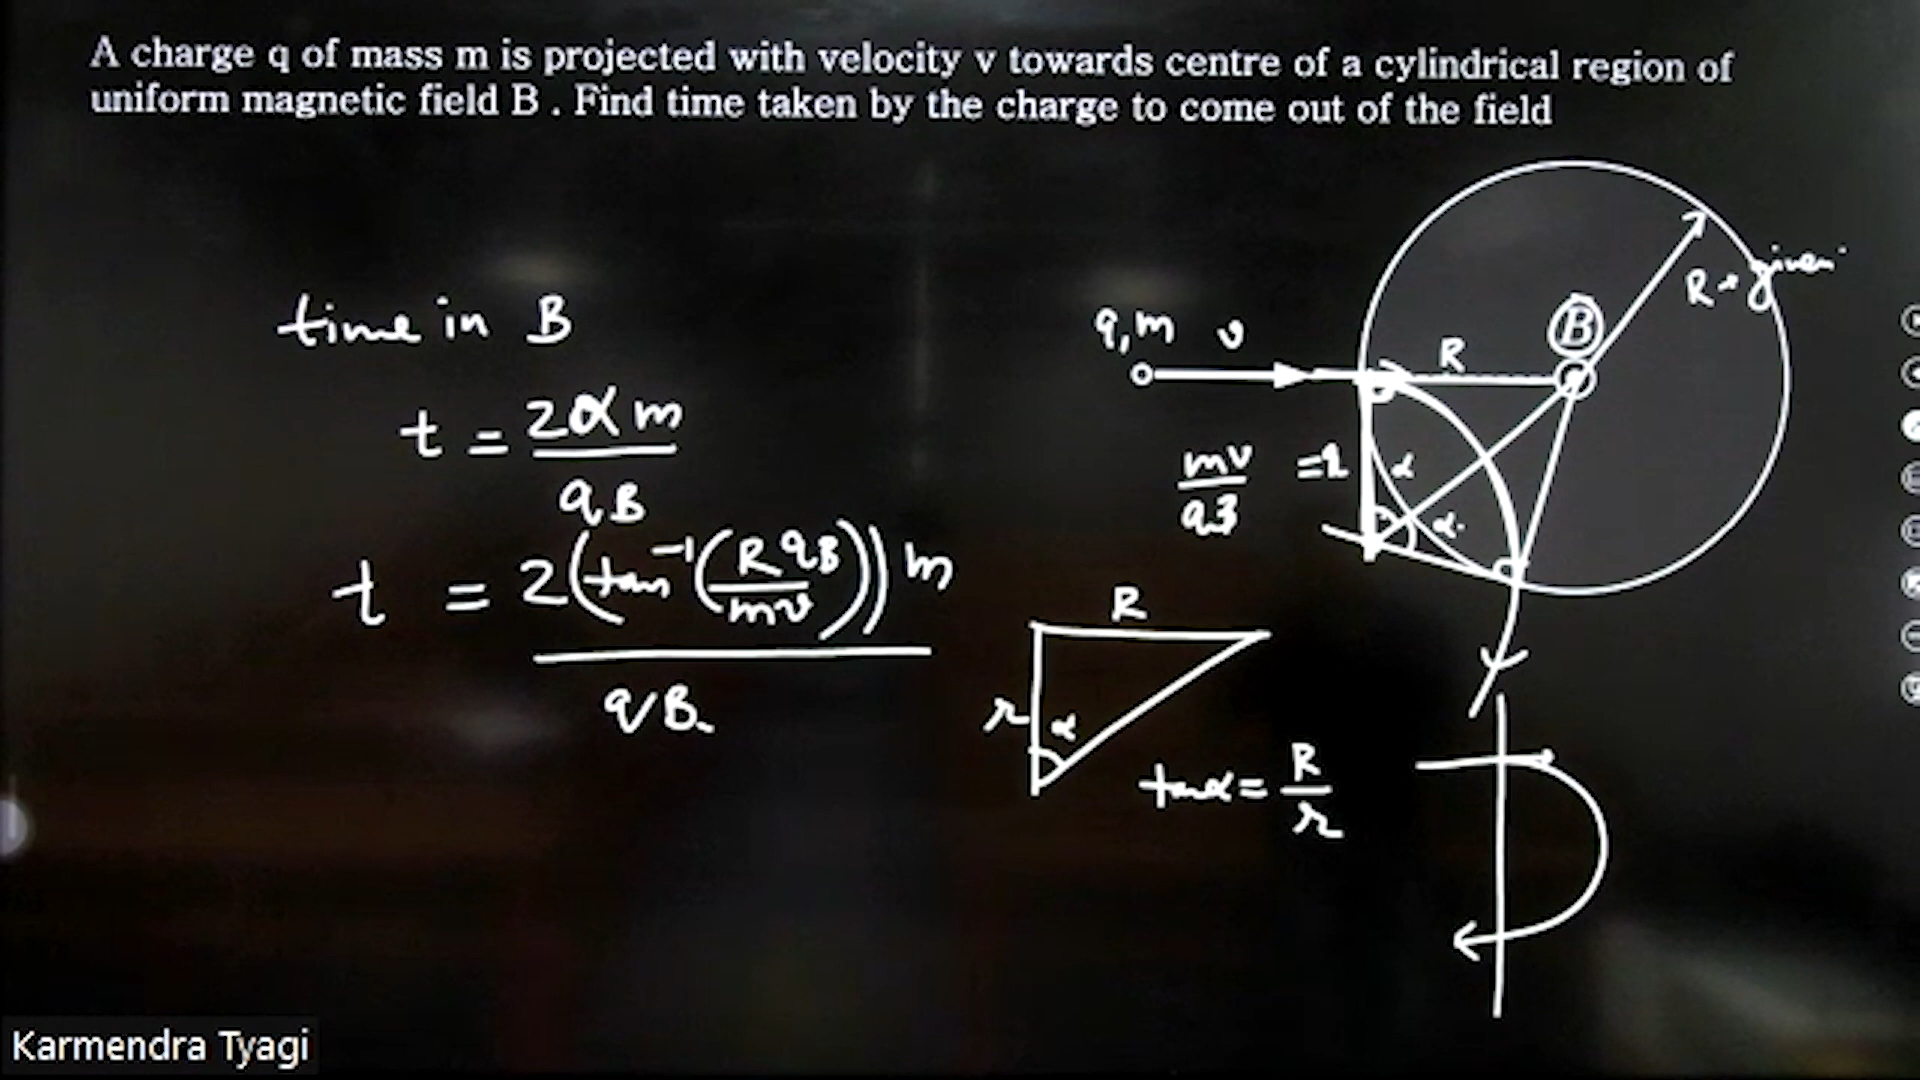 A charge q of mass m is projected with velocity v towards centre of a cylindrical region of
uniform magnetic field B . Find time taken by the charge to come out of the field
R → given
time in B
q, m v
B
R
t = 2αm / qB
mv / qB = r
α
α
t = 2(tan⁻¹(RqB / mv))m / qB.
R
r
α
tanα = R / r
Karmendra Tyagi